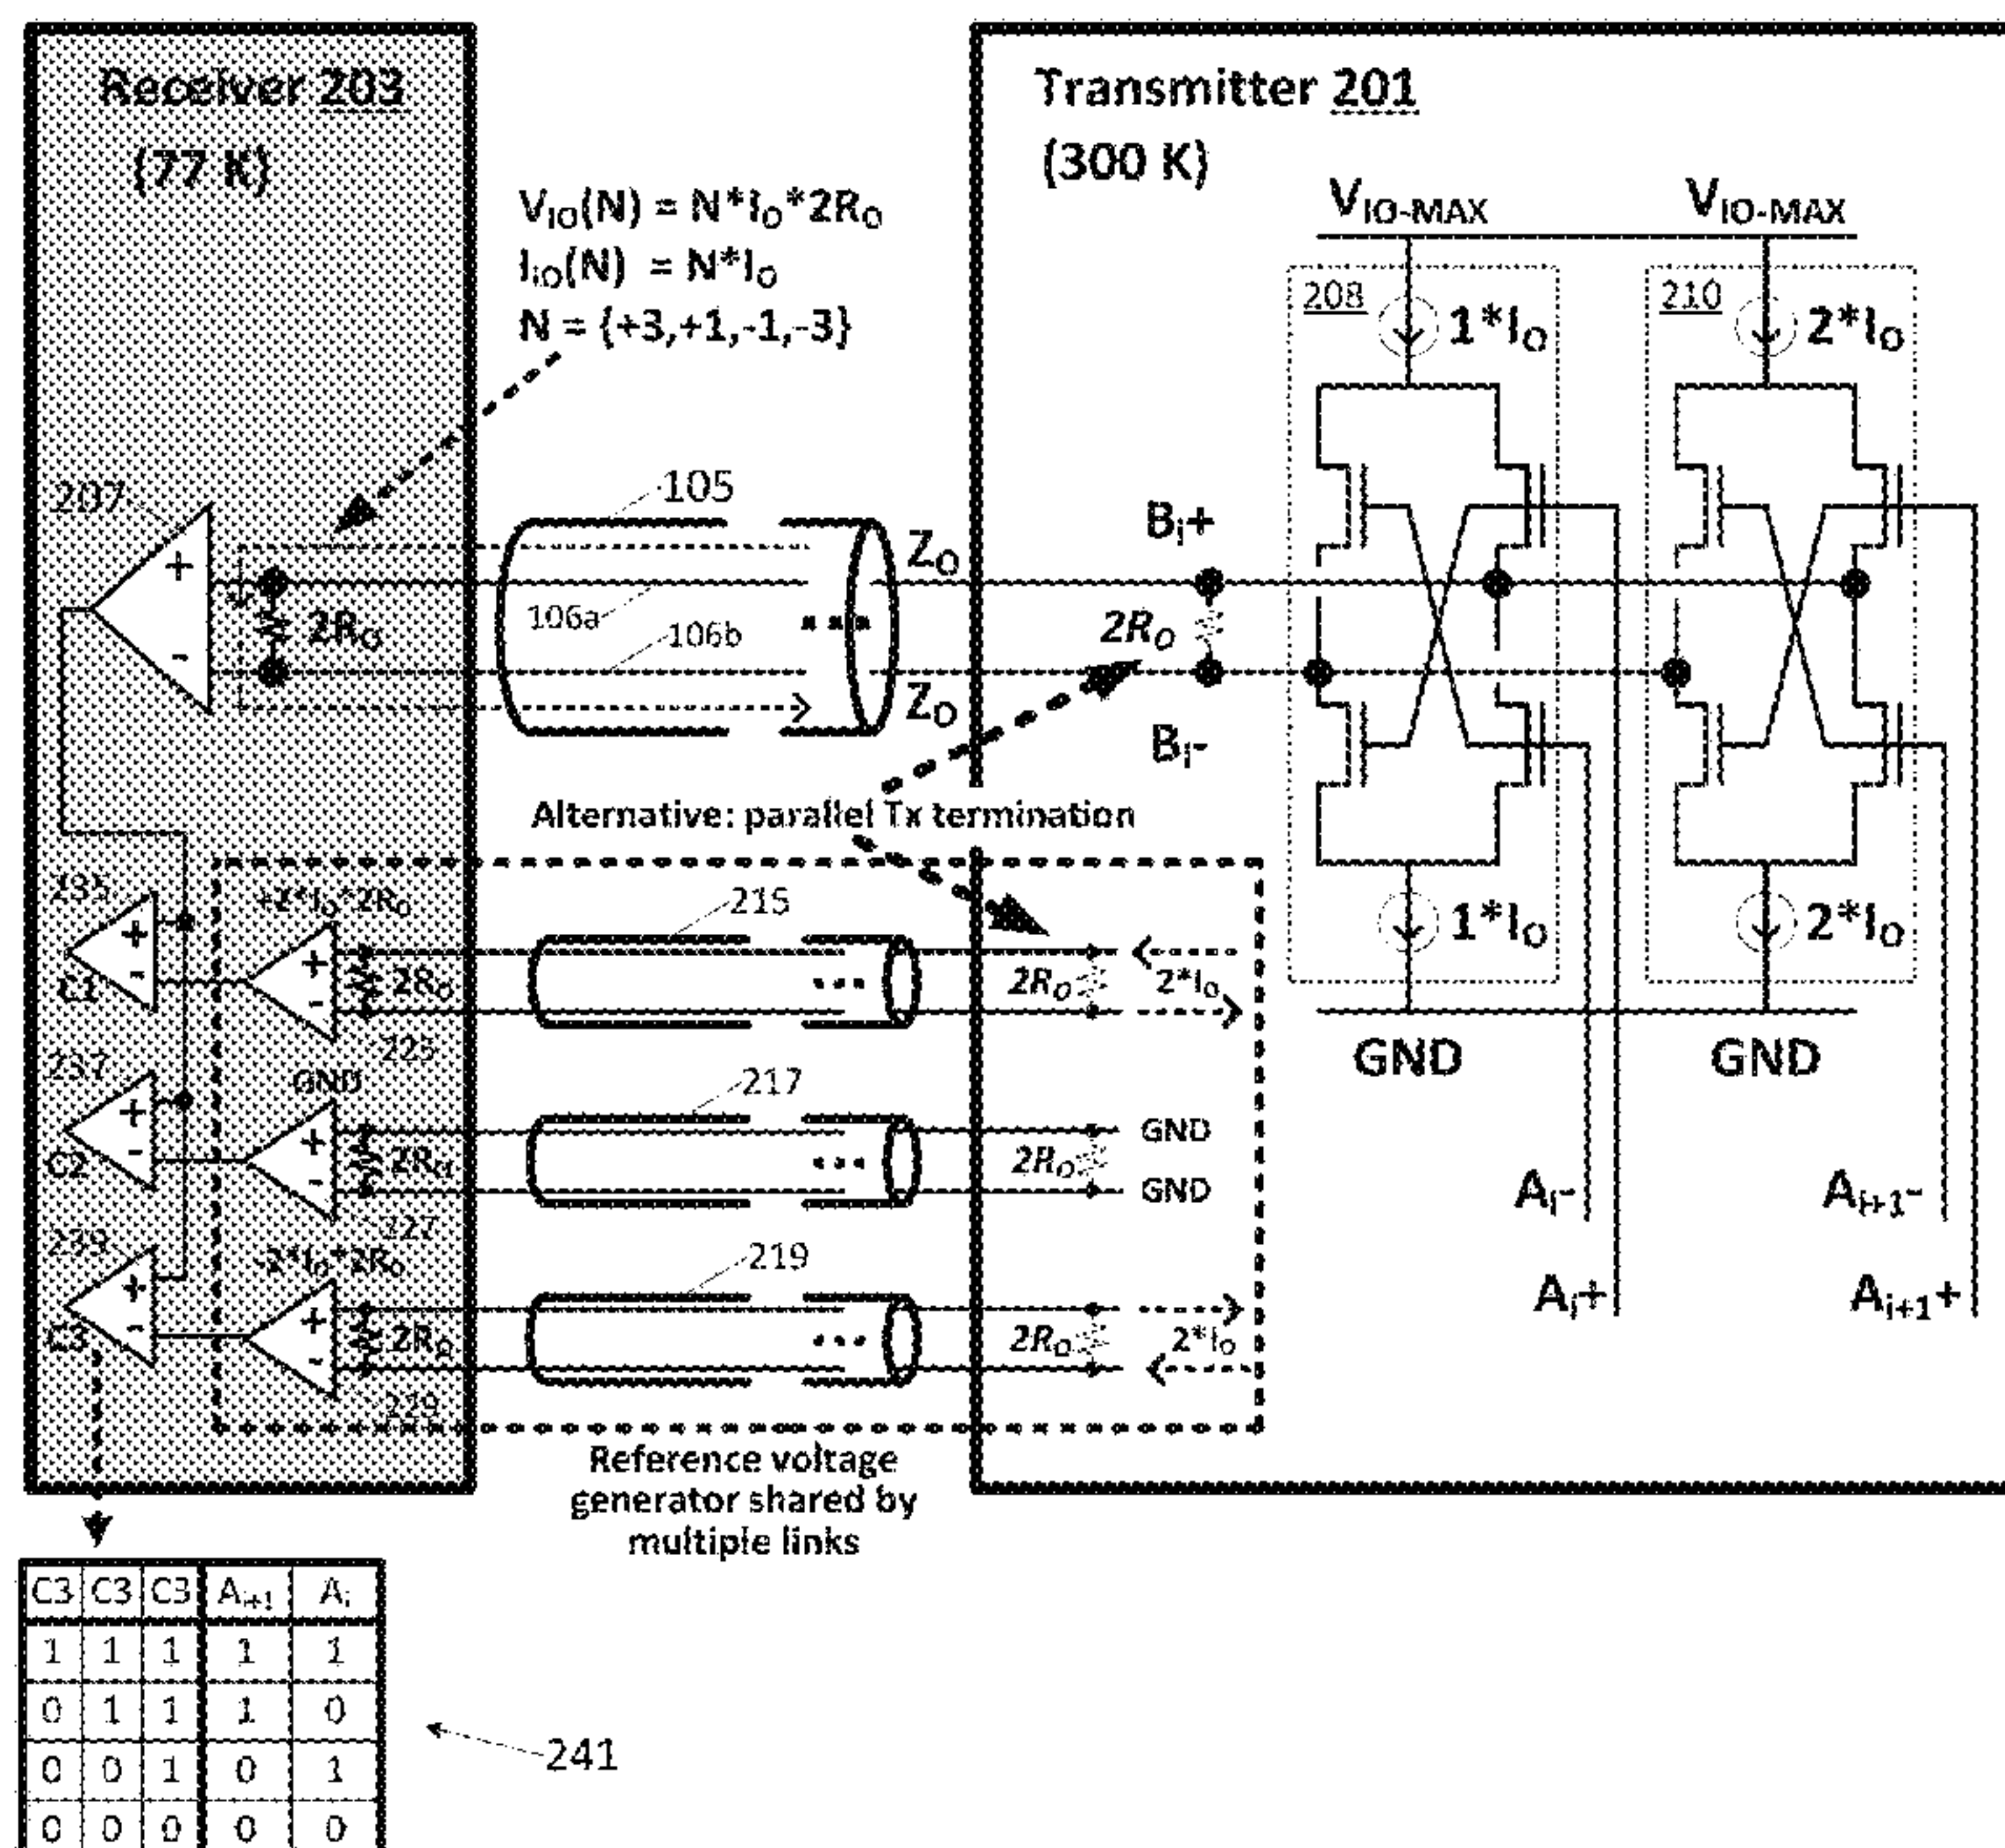 Receiver 203
(77 K)
Transmitter 201
(300 K)
V_IO(N) = N*I_O*2R_O
I_iO(N) = N*I_O
N = {+3,+1,-1,-3}
V_IO-MAX
V_IO-MAX
208
1*I_O
210
2*I_O
207
+
-
2R_O
105
106a
106b
...
Z_O
Z_O
B_i+
2R_O
B_i-
Alternative: parallel Tx termination
1*I_O
2*I_O
GND
GND
A_i-
A_i+
A_i+1-
A_i+1+
235
+
-
C1
+2*I_O*2R_O
+
-
2R_O
225
215
...
2R_O
2*I_O
237
+
-
C2
GND
+
-
2R_O
227
217
...
2R_O
GND
GND
239
+
-
C3
-2*I_O*2R_O
+
-
2R_O
229
219
...
2R_O
2*I_O
Reference voltage
generator shared by
multiple links
C3 C3 C3 A_i+1 A_i
1 1 1 1 1
0 1 1 1 0
0 0 1 0 1
0 0 0 0 0
241